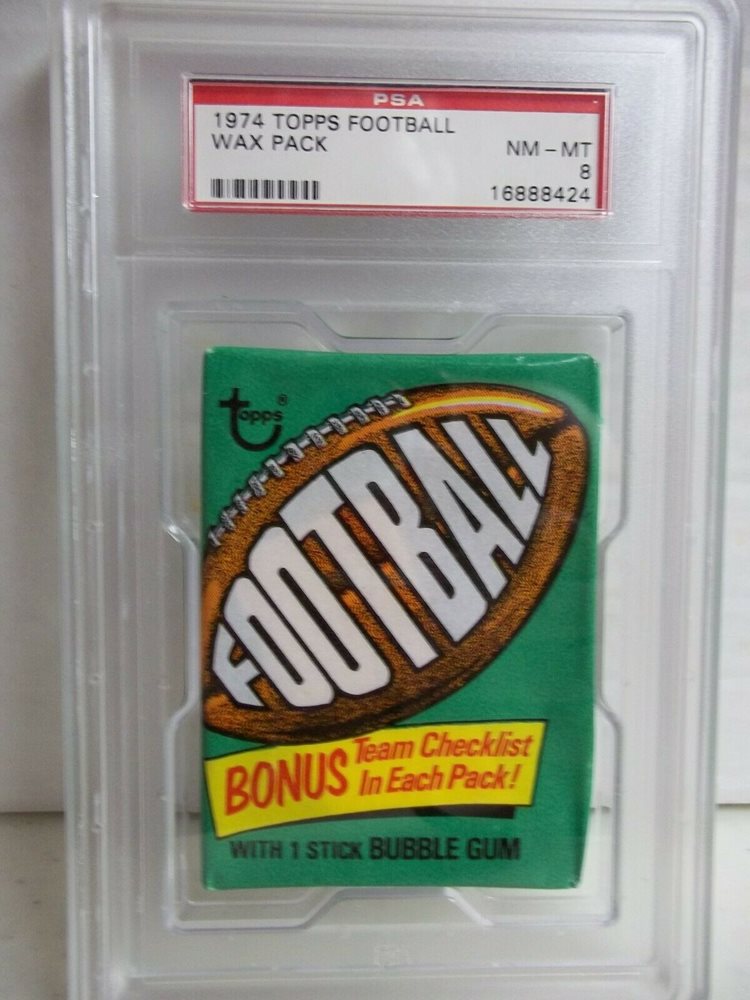 PSA
1974 TOPPS FOOTBALL
WAX PACK
NM - MT
8
16888424
topps®
FOOTBALL
BONUS Team Checklist
In Each Pack!
WITH 1 STICK BUBBLE GUM